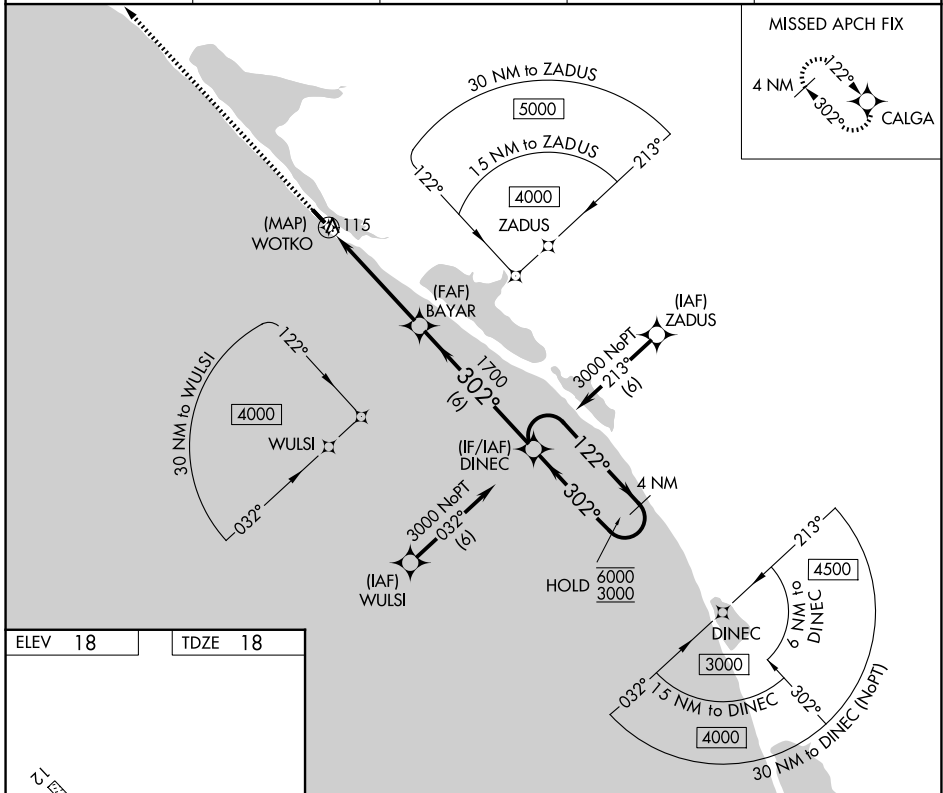 MISSED APCH FIX
4 NM
122°
302°
CALGA
30 NM to ZADUS
5000
15 NM to ZADUS
4000
122°
213°
ZADUS
(MAP)
WOTKO
115
(FAF)
BAYAR
(IAF)
ZADUS
3000 NoPT
213°
(6)
1700
302°
(6)
30 NM to WULSI
122°
4000
WULSI
032°
(IF/IAF)
DINEC
122°
302°
4 NM
HOLD
6000
3000
3000 NoPT
032°
(6)
(IAF)
WULSI
213°
4500
6 NM to
DINEC
DINEC
3000
032°
15 NM to DINEC
302°
4000
30 NM to DINEC (NoPT)
ELEV 18
TDZE 18
12